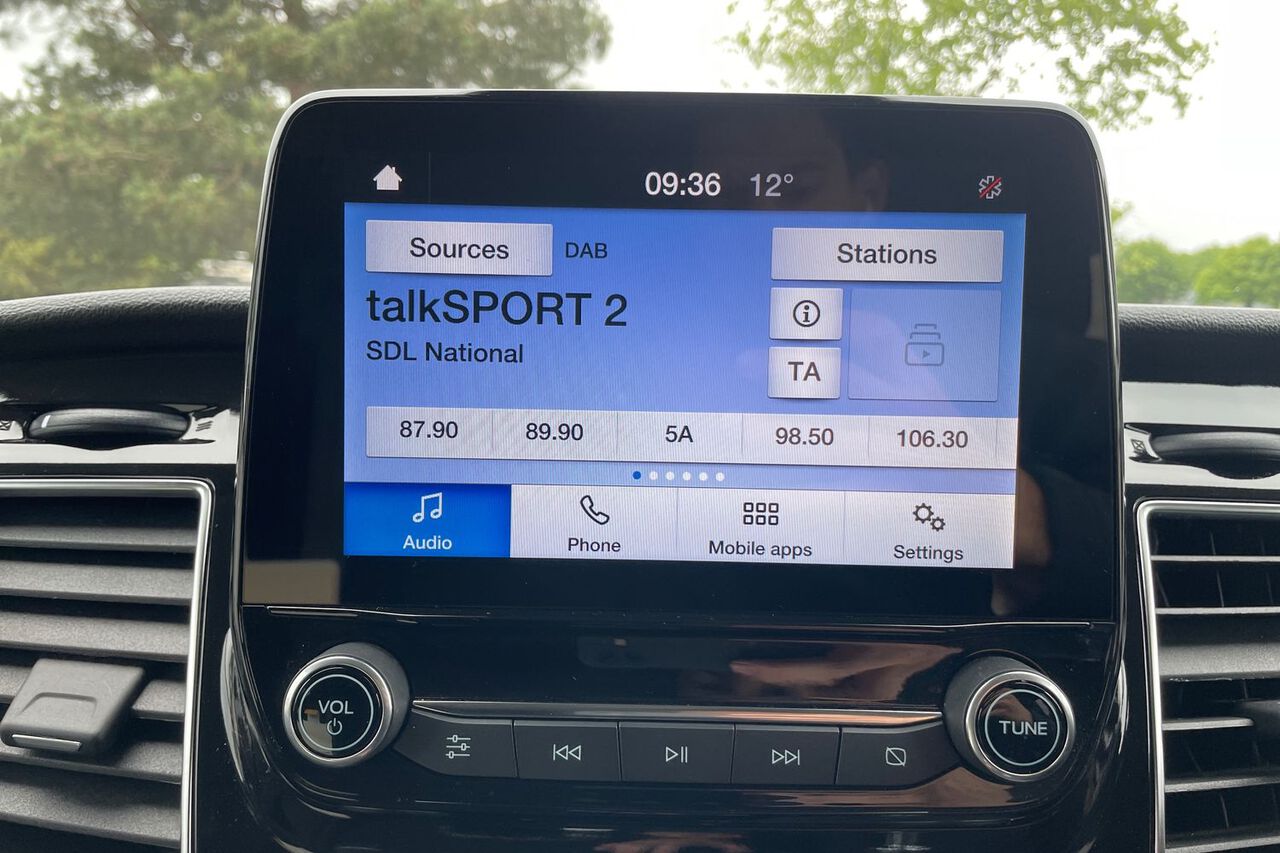 09:36 12°
Sources DAB Stations
talkSPORT 2
SDL National
TA
87.90 89.90 5A 98.50 106.30
Audio Phone Mobile apps Settings
VOL
TUNE